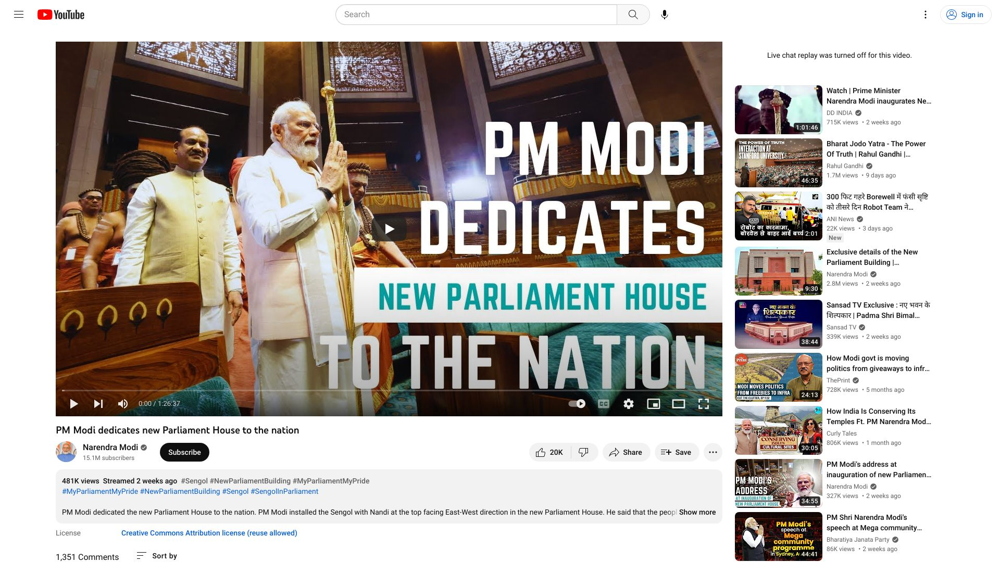 YouTube
Search
Sign in
PM MODI
DEDICATES
NEW PARLIAMENT HOUSE
TO THE NATION
0:00 / 1:26:37
CC
PM Modi dedicates new Parliament House to the nation
Narendra Modi
15.1M subscribers
Subscribe
20K
Share
Save
481K views Streamed 2 weeks ago #Sengol #NewParliamentBuilding #MyParliamentMyPride
#MyParliamentMyPride #NewParliamentBuilding #Sengol #SengolInParliament
PM Modi dedicated the new Parliament House to the nation. PM Modi installed the Sengol with Nandi at the top facing East-West direction in the new Parliament House. He said that the peopl Show more
License
Creative Commons Attribution license (reuse allowed)
1,351 Comments
Sort by
Live chat replay was turned off for this video.
1:01:46
Watch | Prime Minister
Narendra Modi inaugurates Ne...
DD INDIA
715K views • 2 weeks ago
THE POWER OF TRUTH
INTERACTION AT
STANFORD UNIVERSITY
46:35
Bharat Jodo Yatra - The Power
Of Truth | Rahul Gandhi |...
Rahul Gandhi
1.7M views • 9 days ago
ANI
रोबोट का कारनामा,
बोरवेल से बाहर आई बच्ची
2:01
300 फिट गहरे Borewell में फंसी सृष्टि
को तीसरे दिन Robot Team ने...
ANI News
22K views • 3 days ago
New
9:30
Exclusive details of the New
Parliament Building |...
Narendra Modi
2.8M views • 2 weeks ago
नए भवन के
शिल्पकार
38:44
Sansad TV Exclusive : नए भवन के
शिल्पकार | Padma Shri Bimal...
Sansad TV
339K views • 2 weeks ago
ThePrint
MODI MOVES POLITICS
FROM FREEBIES TO INFRA
CUT THE CLUTTER, EP 1132
24:13
How Modi govt is moving
politics from giveaways to infr...
ThePrint
728K views • 5 months ago
CONSERVING
INDIA'S
CULTURAL SITES
30:05
How India Is Conserving Its
Temples Ft. PM Narendra Mod...
Curly Tales
806K views • 1 month ago
PM MODI'S
ADDRESS
AT INAUGURATION OF
NEW PARLIAMENT HOUSE
34:55
PM Modi's address at
inauguration of new Parliamen...
Narendra Modi
327K views • 2 weeks ago
PM Modi's
speech at
Mega
community
programme
in Sydney,
44:41
PM Shri Narendra Modi's
speech at Mega community...
Bharatiya Janata Party
86K views • 2 weeks ago